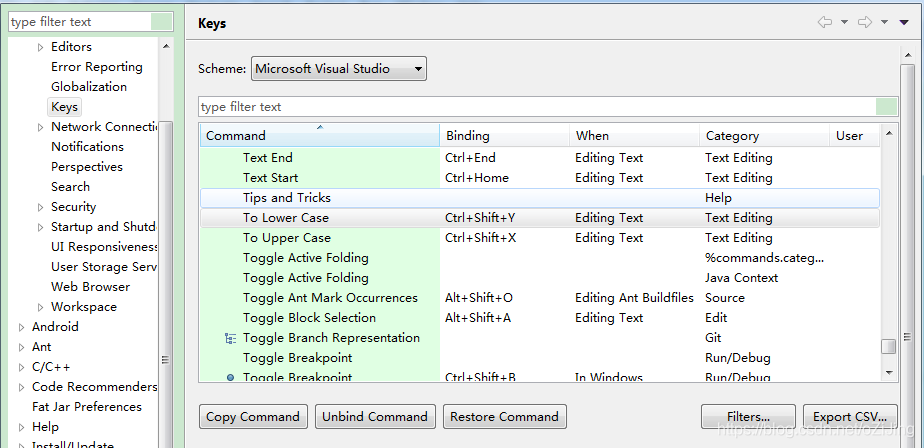 type filter text
Editors
Error Reporting
Globalization
Keys
Network Connectio
Notifications
Perspectives
Search
Security
Startup and Shutd
UI Responsiveness
User Storage Serv
Web Browser
Workspace
Android
Ant
C/C++
Code Recommenders
Fat Jar Preferences
Help
Install/Update
Keys
Scheme: Microsoft Visual Studio
type filter text
Command Binding When Category User
Text End Ctrl+End Editing Text Text Editing
Text Start Ctrl+Home Editing Text Text Editing
Tips and Tricks Help
To Lower Case Ctrl+Shift+Y Editing Text Text Editing
To Upper Case Ctrl+Shift+X Editing Text Text Editing
Toggle Active Folding %commands.categ...
Toggle Active Folding Java Context
Toggle Ant Mark Occurrences Alt+Shift+O Editing Ant Buildfiles Source
Toggle Block Selection Alt+Shift+A Editing Text Edit
Toggle Branch Representation Git
Toggle Breakpoint Run/Debug
Toggle Breakpoint Ctrl+Shift+B In Windows Run/Debug
Copy Command Unbind Command Restore Command Filters... Export CSV...